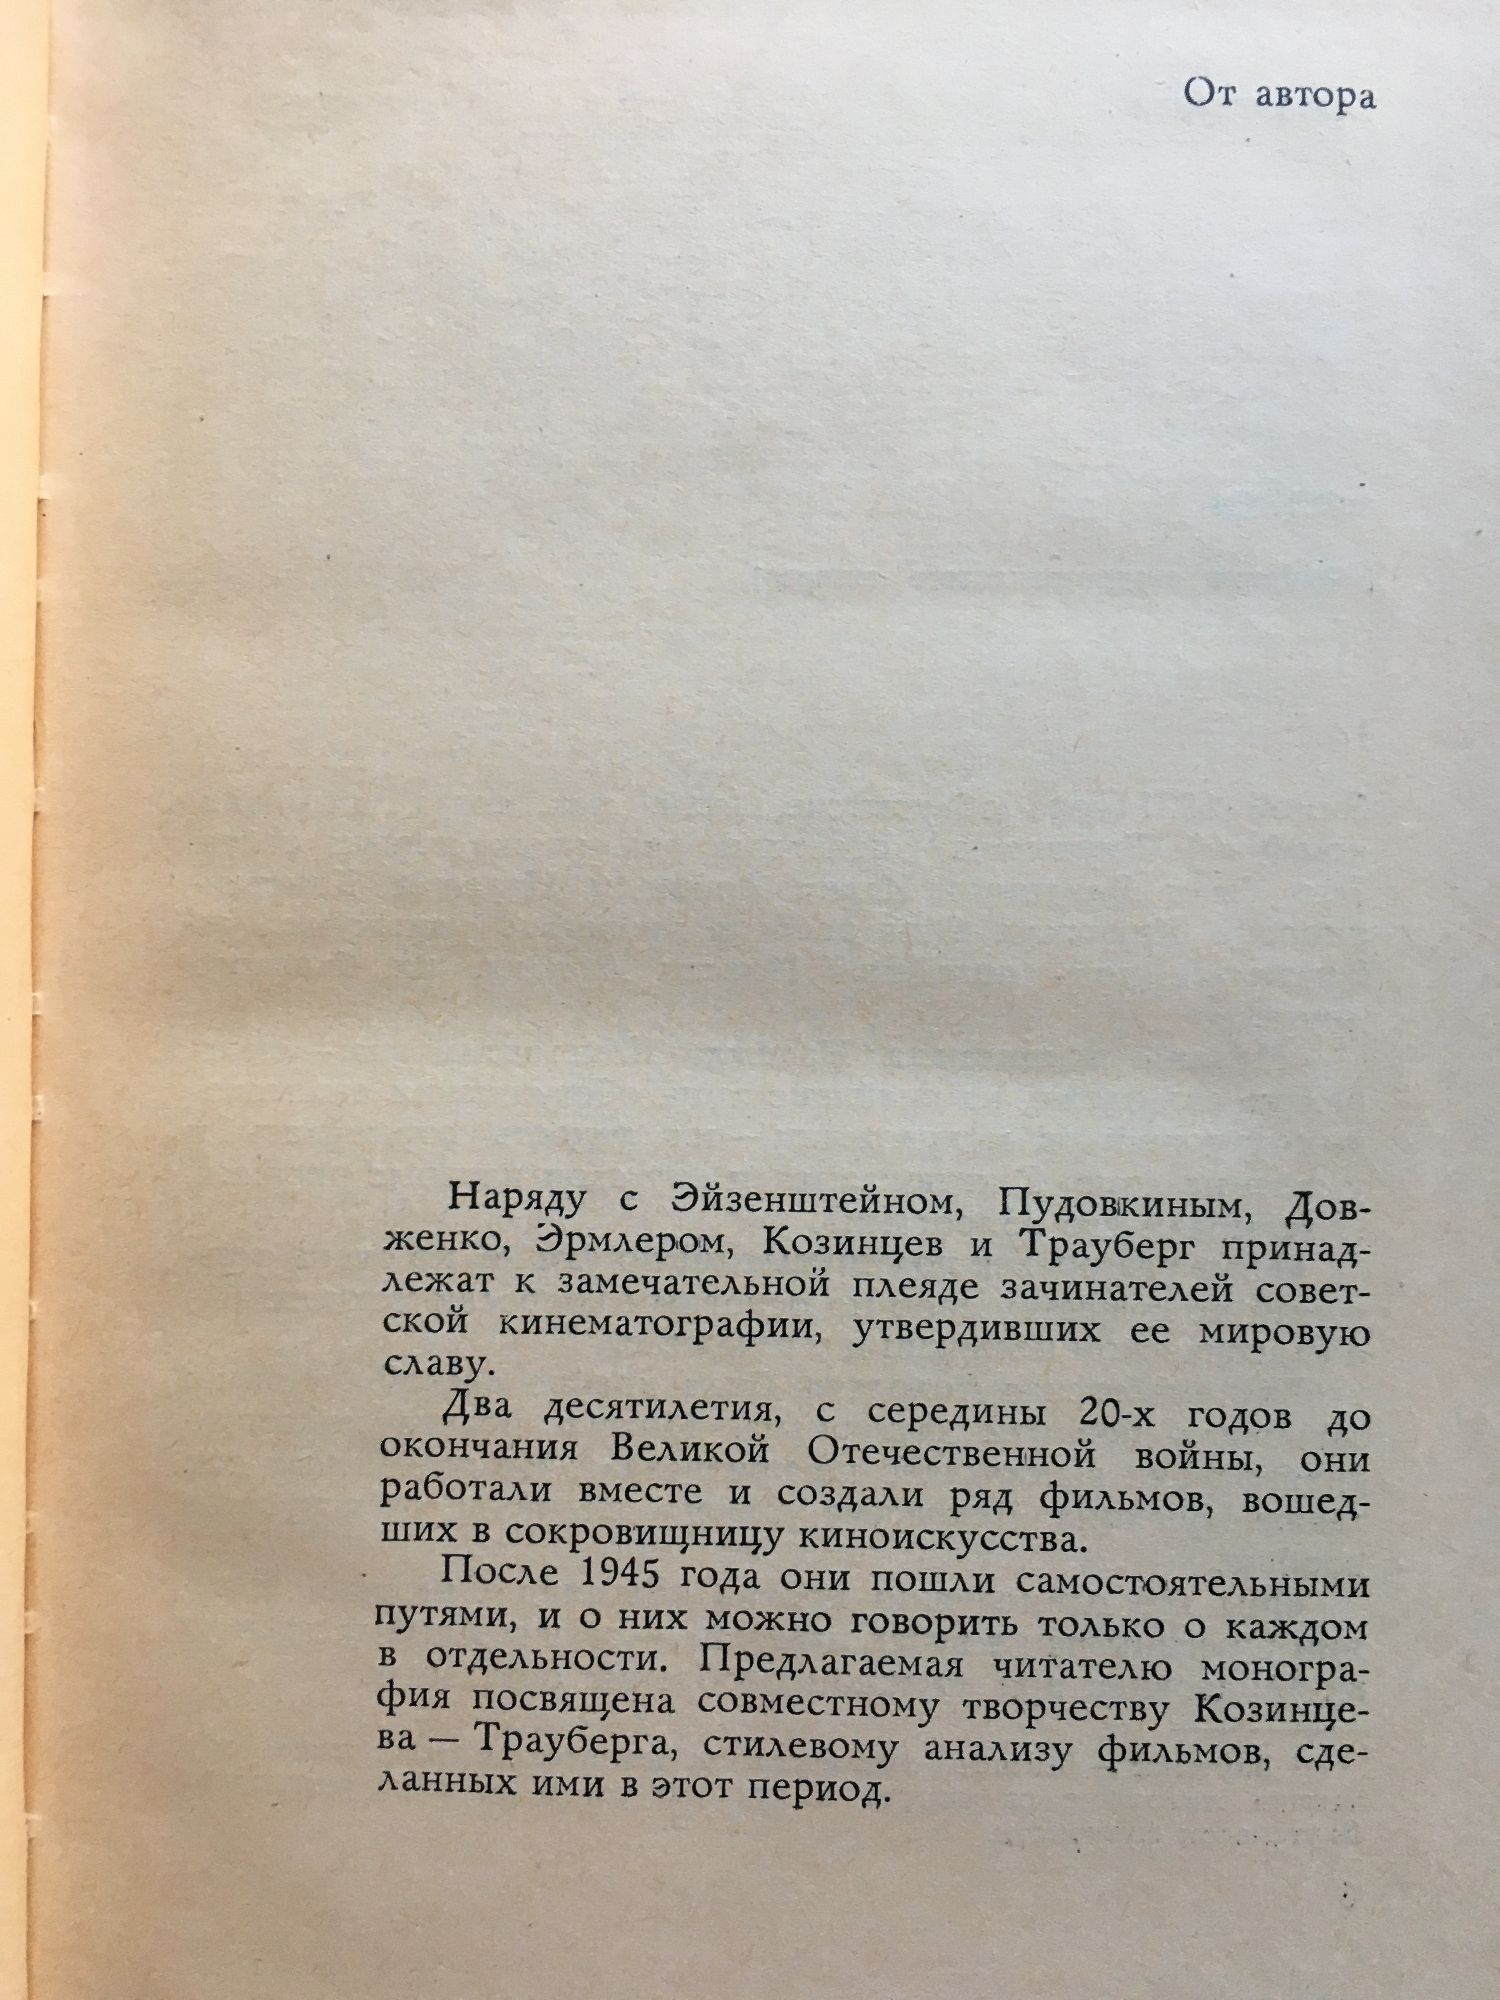 От автора
Наряду с Эйзенштейном, Пудовкиным, Дов-
женко, Эрмлером, Козинцев и Трауберг принад-
лежат к замечательной плеяде зачинателей совет-
ской кинематографии, утвердивших ее мировую
славу.
Два десятилетия, с середины 20-х годов до
окончания Великой Отечественной войны, они
работали вместе и создали ряд фильмов, вошед-
ших в сокровищницу киноискусства.
После 1945 года они пошли самостоятельными
путями, и о них можно говорить только о каждом
в отдельности. Предлагаемая читателю моногра-
фия посвящена совместному творчеству Козинце-
ва — Трауберга, стилевому анализу фильмов, сде-
ланных ими в этот период.